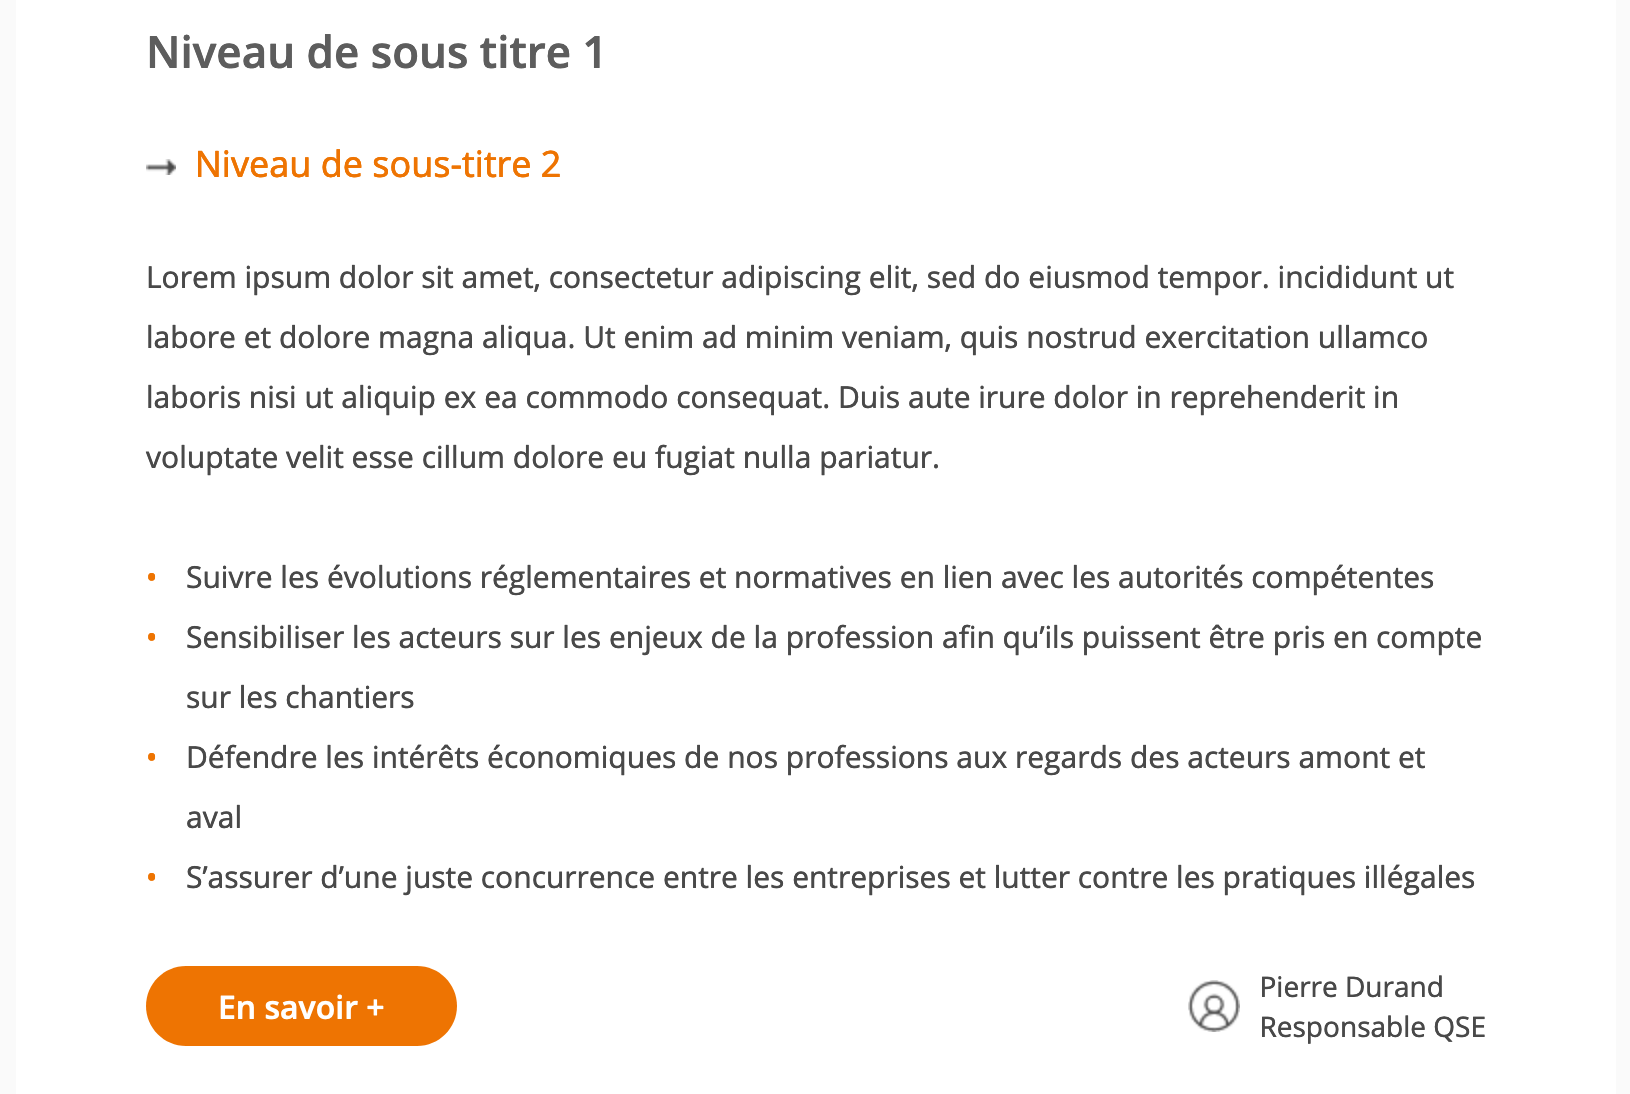 Niveau de sous titre 1
→ Niveau de sous-titre 2
Lorem ipsum dolor sit amet, consectetur adipiscing elit, sed do eiusmod tempor. incididunt ut
labore et dolore magna aliqua. Ut enim ad minim veniam, quis nostrud exercitation ullamco
laboris nisi ut aliquip ex ea commodo consequat. Duis aute irure dolor in reprehenderit in
voluptate velit esse cillum dolore eu fugiat nulla pariatur.
• Suivre les évolutions réglementaires et normatives en lien avec les autorités compétentes
• Sensibiliser les acteurs sur les enjeux de la profession afin qu’ils puissent être pris en compte
sur les chantiers
• Défendre les intérêts économiques de nos professions aux regards des acteurs amont et
aval
• S’assurer d’une juste concurrence entre les entreprises et lutter contre les pratiques illégales
En savoir +
Pierre Durand
Responsable QSE